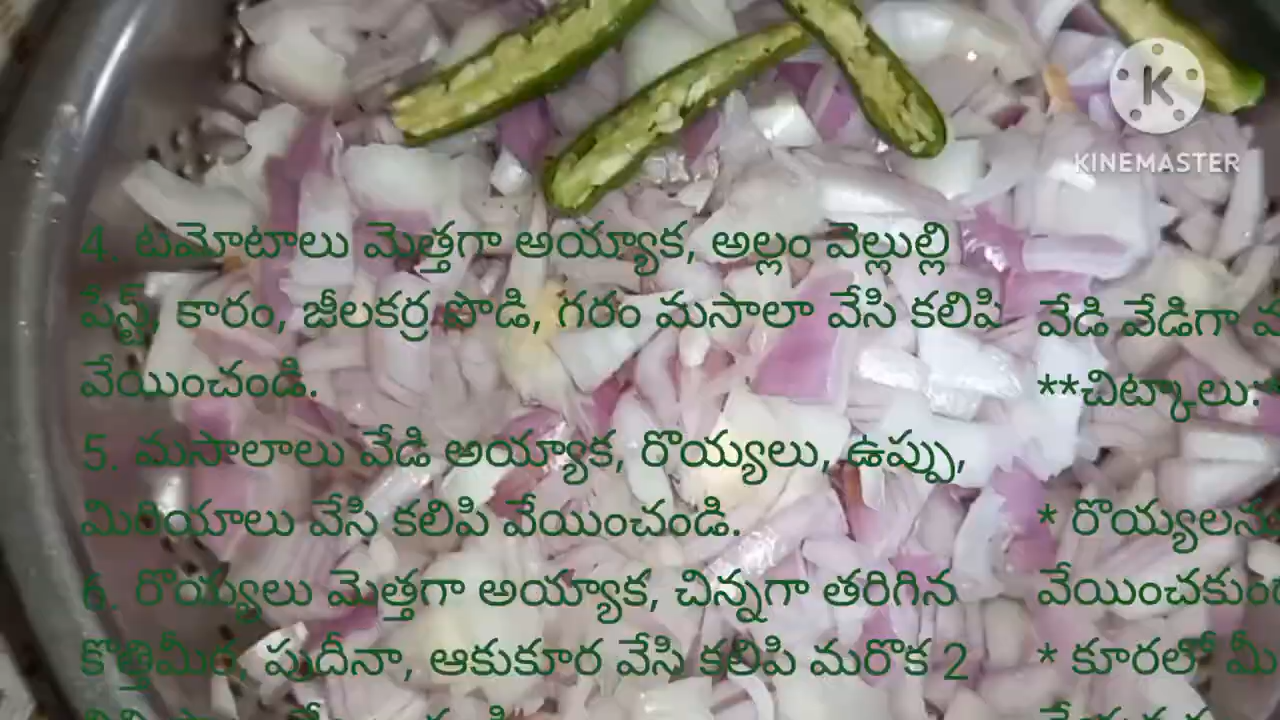 K
KINEMASTER
4. టమోటాలు మెత్తగా అయ్యాక, అల్లం వెల్లుల్లి
పేస్ట్, కారం, జీలకర్ర పొడి, గరం మసాలా వేసి కలిపి
వేయించండి.
5. మసాలాలు వేడి అయ్యాక, రొయ్యలు, ఉప్పు,
మిరియాలు వేసి కలిపి వేయించండి.
6. రొయ్యలు మెత్తగా అయ్యాక, చిన్నగా తరిగిన
కొత్తిమీర, పుదీనా, ఆకుకూర వేసి కలిపి మరొక 2
వేడి వేడిగా
**చిట్కాలు:
* రొయ్యలను
* కూరలో